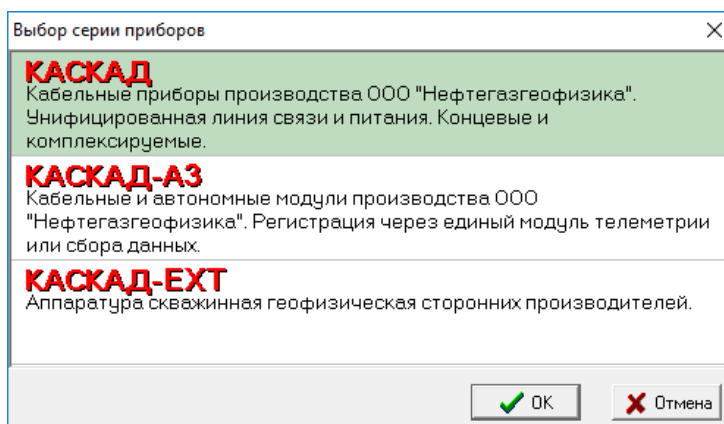 Выбор серии приборов
КАСКАД
Кабельные приборы производства ООО "Нефтегазгеофизика".
Унифицированная линия связи и питания. Концевые и
комплексируемые.
КАСКАД-А3
Кабельные и автономные модули производства ООО
"Нефтегазгеофизика". Регистрация через единый модуль телеметрии
или сбора данных.
КАСКАД-EXT
Аппаратура скважинная геофизическая сторонних производителей.
OK
Отмена